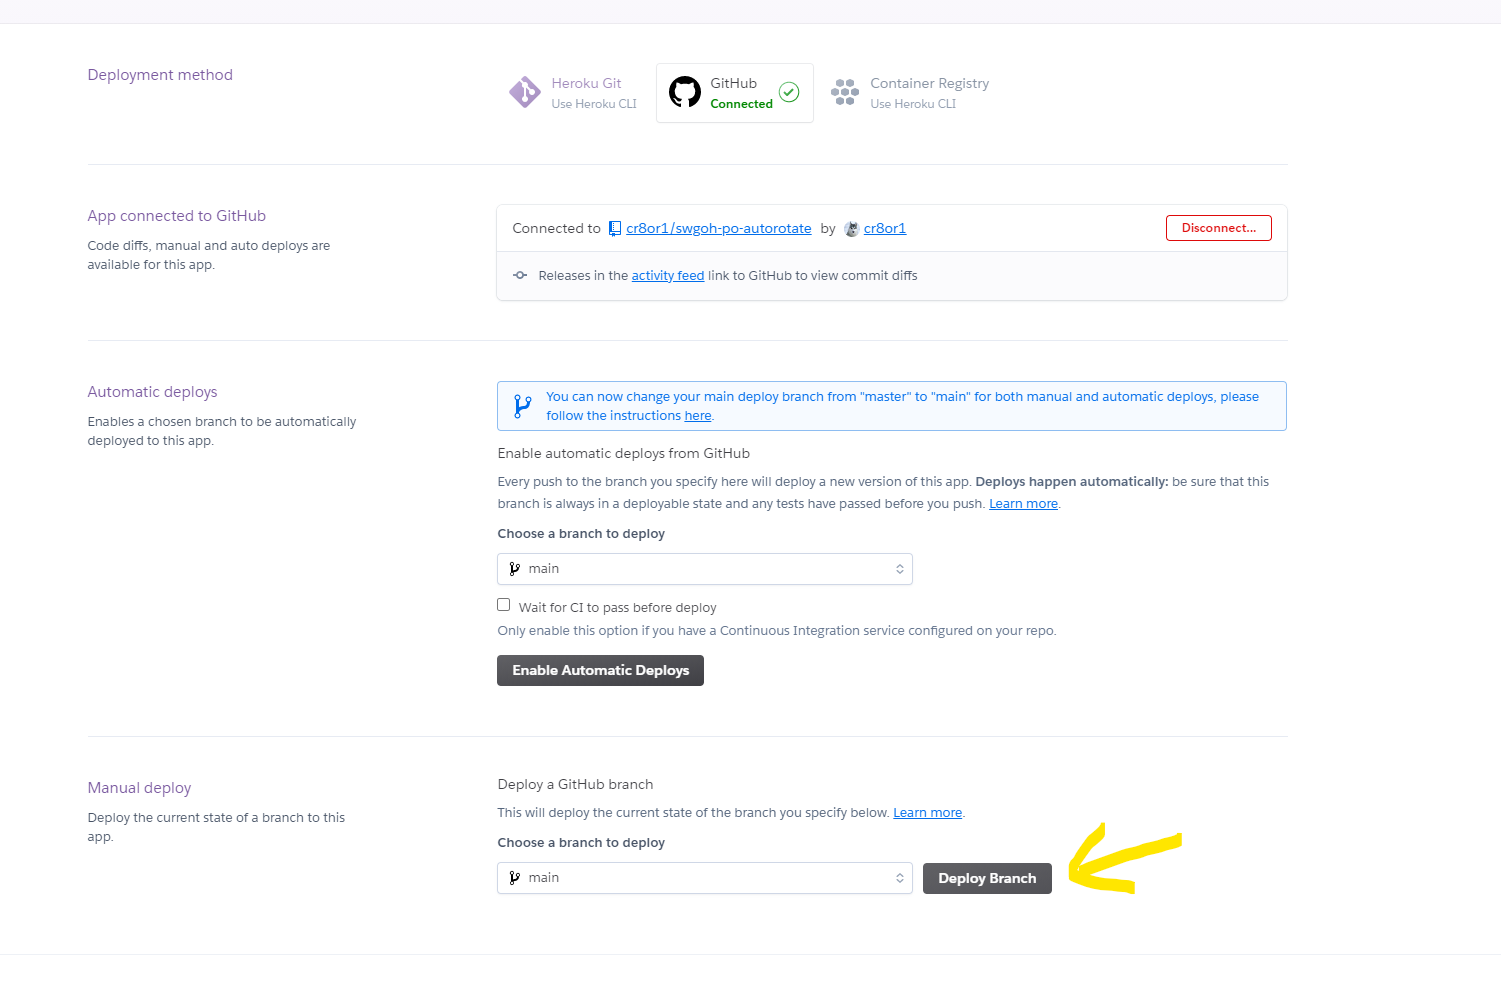 Deployment method
Heroku Git
Use Heroku CLI
GitHub
Connected
Container Registry
Use Heroku CLI
App connected to GitHub
Code diffs, manual and auto deploys are
available for this app.
Connected to cr8or1/swgoh-po-autorotate by cr8or1
Disconnect...
Releases in the activity feed link to GitHub to view commit diffs
Automatic deploys
Enables a chosen branch to be automatically
deployed to this app.
You can now change your main deploy branch from "master" to "main" for both manual and automatic deploys, please
follow the instructions here.
Enable automatic deploys from GitHub
Every push to the branch you specify here will deploy a new version of this app. Deploys happen automatically: be sure that this
branch is always in a deployable state and any tests have passed before you push. Learn more.
Choose a branch to deploy
main
Wait for CI to pass before deploy
Only enable this option if you have a Continuous Integration service configured on your repo.
Enable Automatic Deploys
Manual deploy
Deploy the current state of a branch to this
app.
Deploy a GitHub branch
This will deploy the current state of the branch you specify below. Learn more.
Choose a branch to deploy
main
Deploy Branch